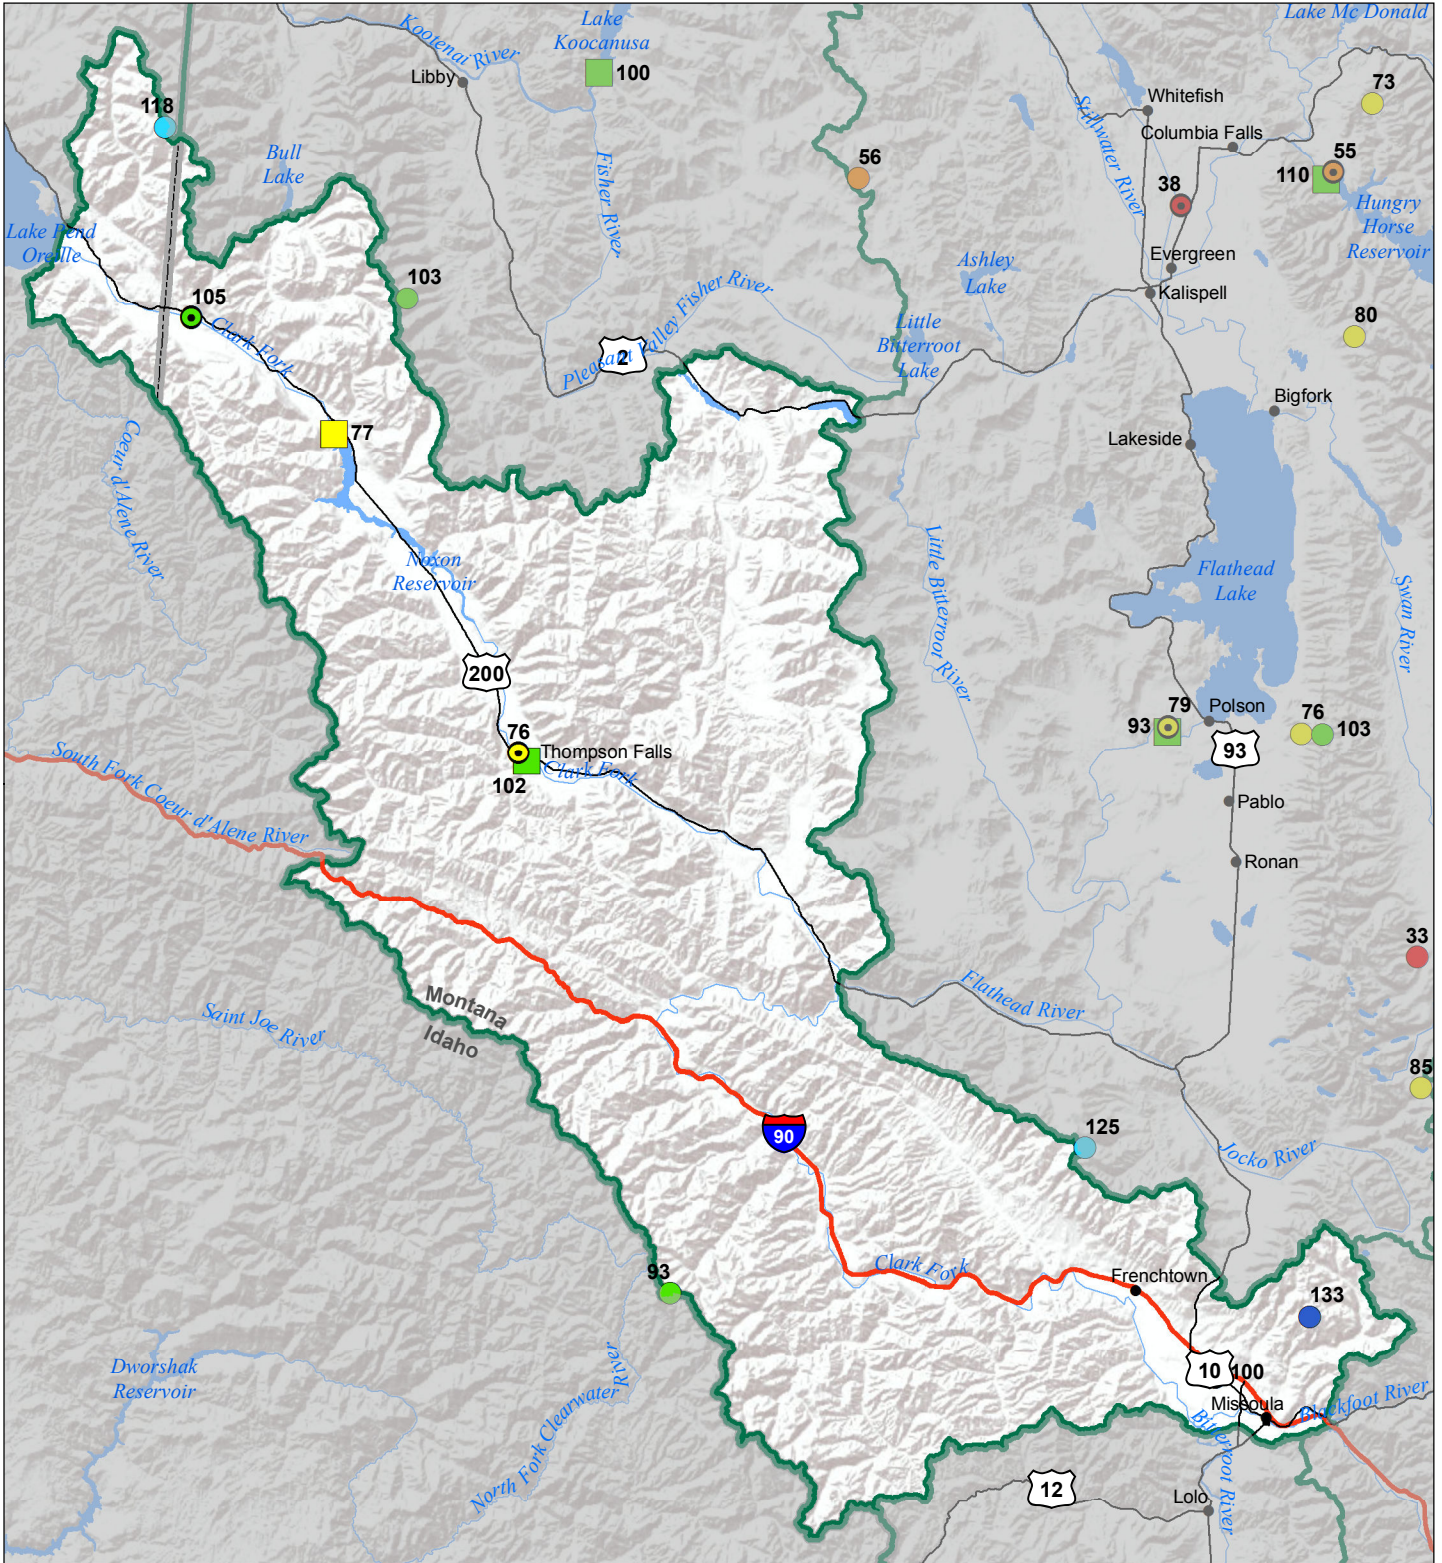 Lake Mc Donald
Lake
Koocanusa
Kootenai River
Libby
100
73
Whitefish
Columbia Falls
118
Bull
Lake
Fisher River
56
Stillwater River
55
110
38
Hungry
Horse
Reservoir
Lake Pend
Oreille
Evergreen
Ashley
Lake
Kalispell
103
105
Clark Fork
Pleasant Valley Fisher River
2
Little
Bitterroot
Lake
80
Bigfork
77
Lakeside
Coeur d'Alene River
Noxon
Reservoir
Little Bitterroot River
Flathead
Lake
Swan River
200
76
Thompson Falls
102
Clark Fork
79
93
Polson
76
103
93
South Fork Coeur d'Alene River
Pablo
Ronan
33
Flathead River
Saint Joe River
Montana
Idaho
85
90
125
Jocko River
93
Clark Fork
Frenchtown
133
Dworshak
Reservoir
10
100
Missoula
Blackfoot River
Bitterroot River
North Fork Clearwater River
12
Lolo